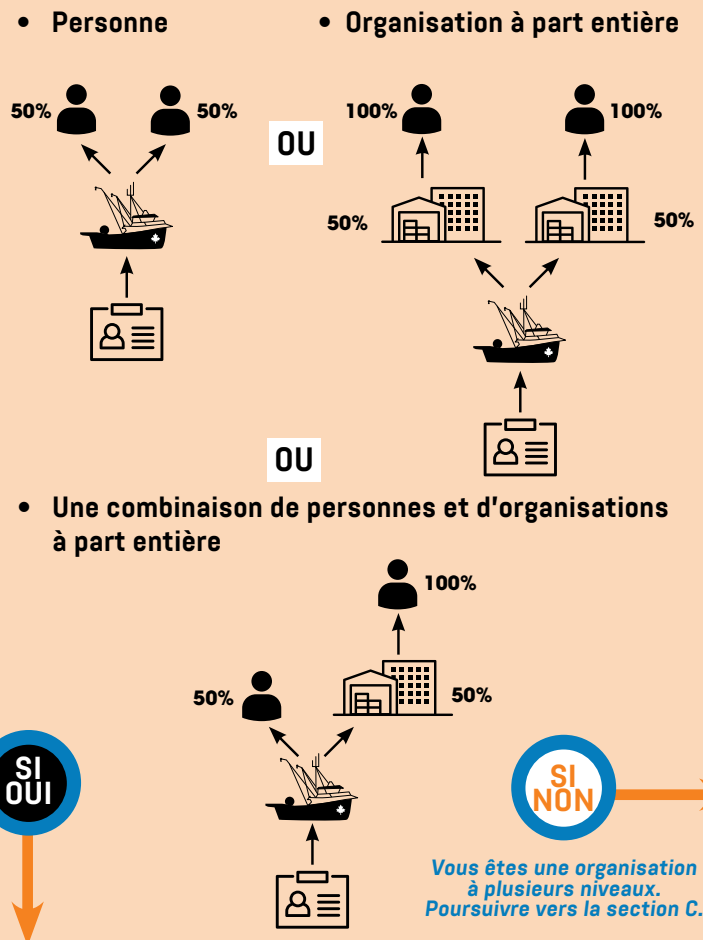 • Personne
• Organisation à part entière
50%
50%
OU
100%
100%
50%
50%
OU
• Une combinaison de personnes et d'organisations
à part entière
100%
50%
50%
SI
OUI
SI
NON
Vous êtes une organisation
à plusieurs niveaux.
Poursuivre vers la section C.